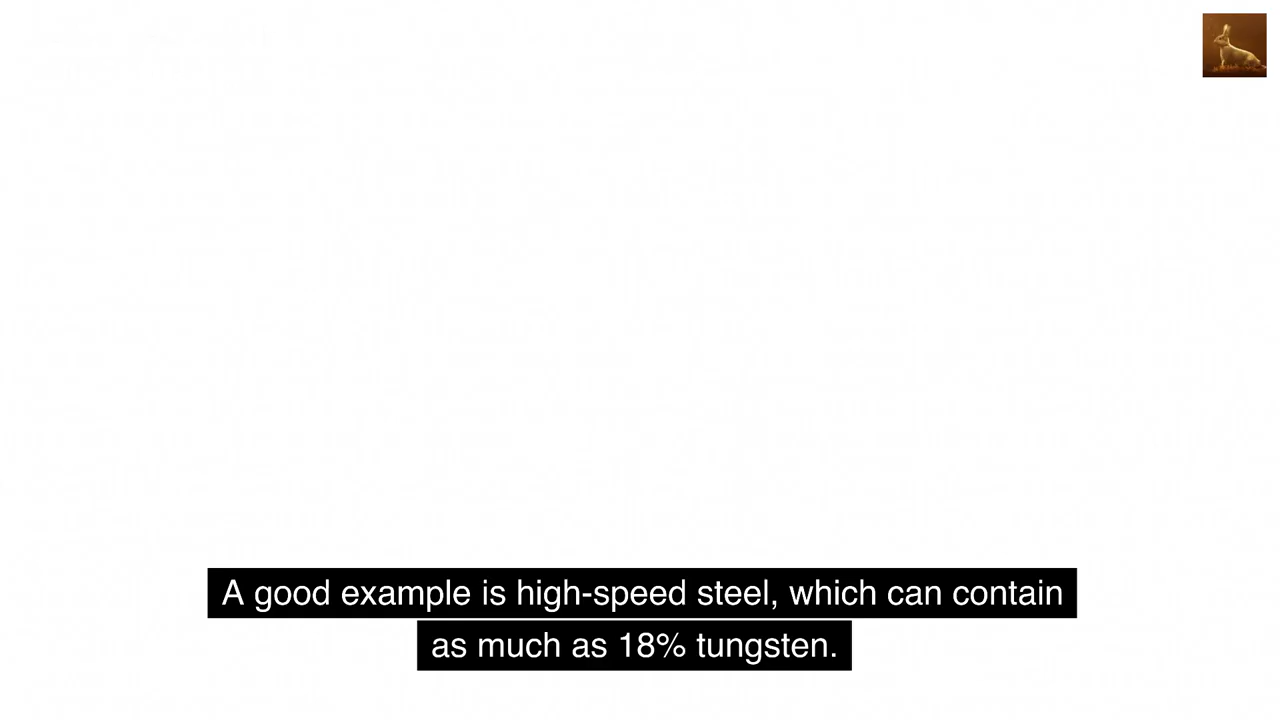 A good example is high-speed steel, which can contain
as much as 18% tungsten.